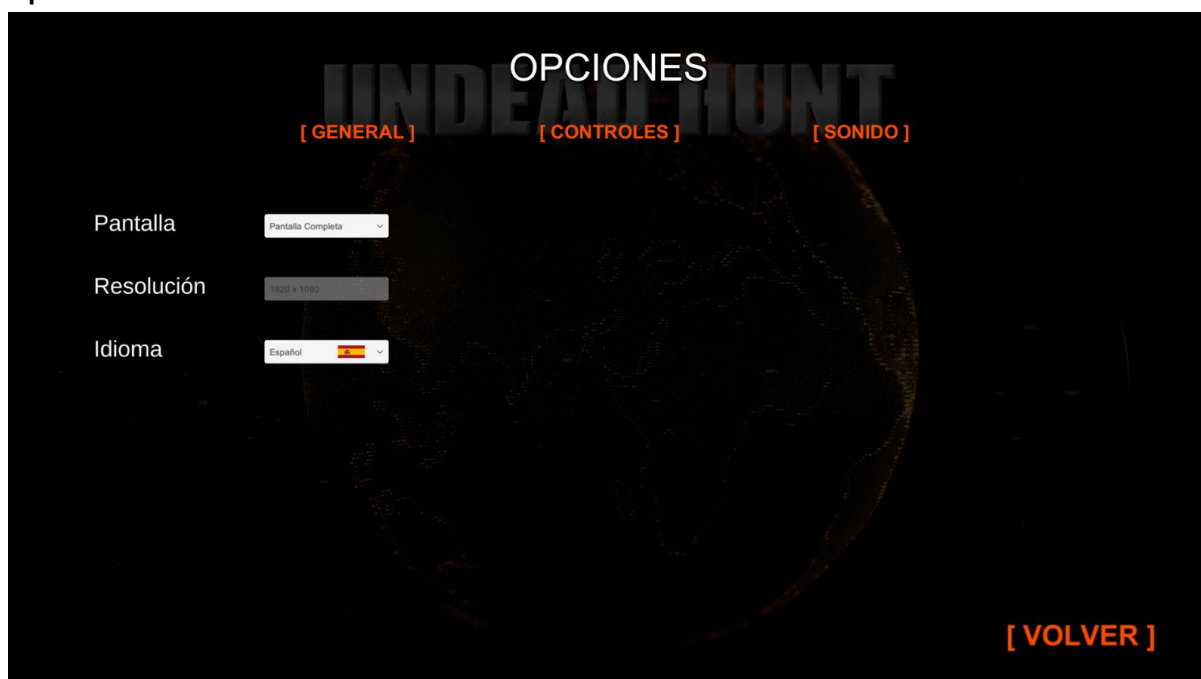 OPCIONES
UNDEAD HUNT
[ GENERAL ] [ CONTROLES ] [ SONIDO ]
Pantalla Pantalla Completa
Resolución 1920 x 1080
Idioma Español
[ VOLVER ]